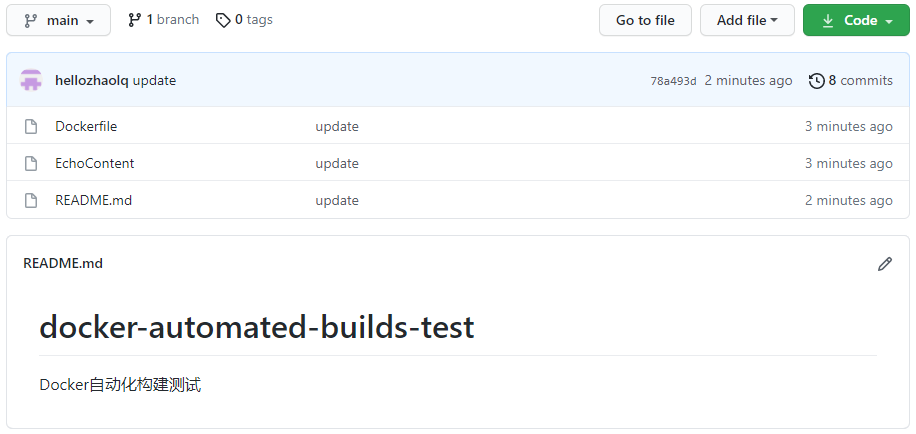 main 1 branch 0 tags Go to file Add file Code
hellozhaolq update 78a493d 2 minutes ago 8 commits
Dockerfile update 3 minutes ago
EchoContent update 3 minutes ago
README.md update 2 minutes ago
README.md
docker-automated-builds-test
Docker自动化构建测试